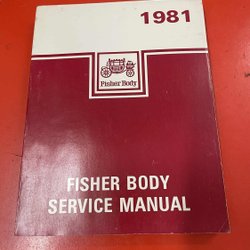 1981
Fisher Body
FISHER BODY
SERVICE MANUAL